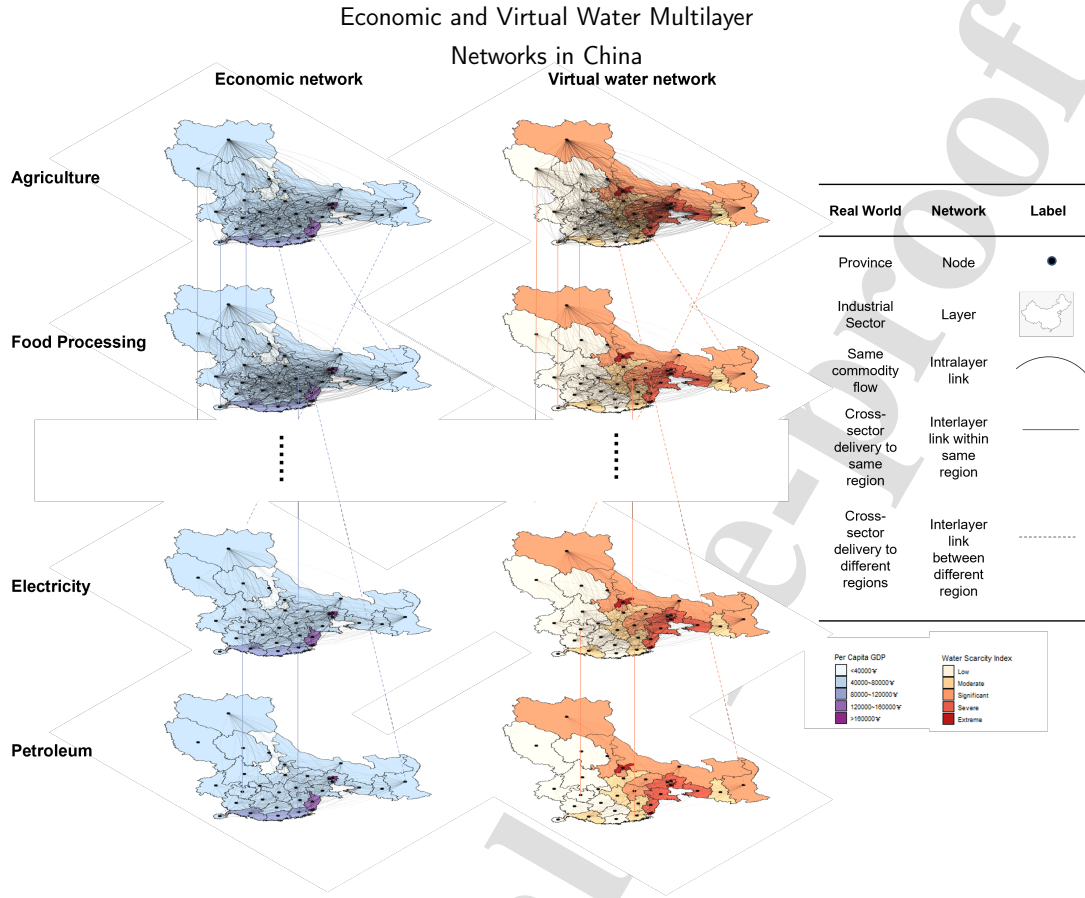 Economic and Virtual Water Multilayer
Networks in China
Economic network
Virtual water network
Agriculture
Food Processing
Electricity
Petroleum
Real World
Network
Label
Province
Node
Industrial
Sector
Layer
Same
commodity
flow
Intralayer
link
Cross-
sector
delivery to
same
region
Interlayer
link within
same
region
Cross-
sector
delivery to
different
regions
Interlayer
link
between
different
region
Per Capita GDP
<40000¥
40000~80000¥
80000~120000¥
120000~160000¥
>160000¥
Water Scarcity Index
Low
Moderate
Significant
Severe
Extreme